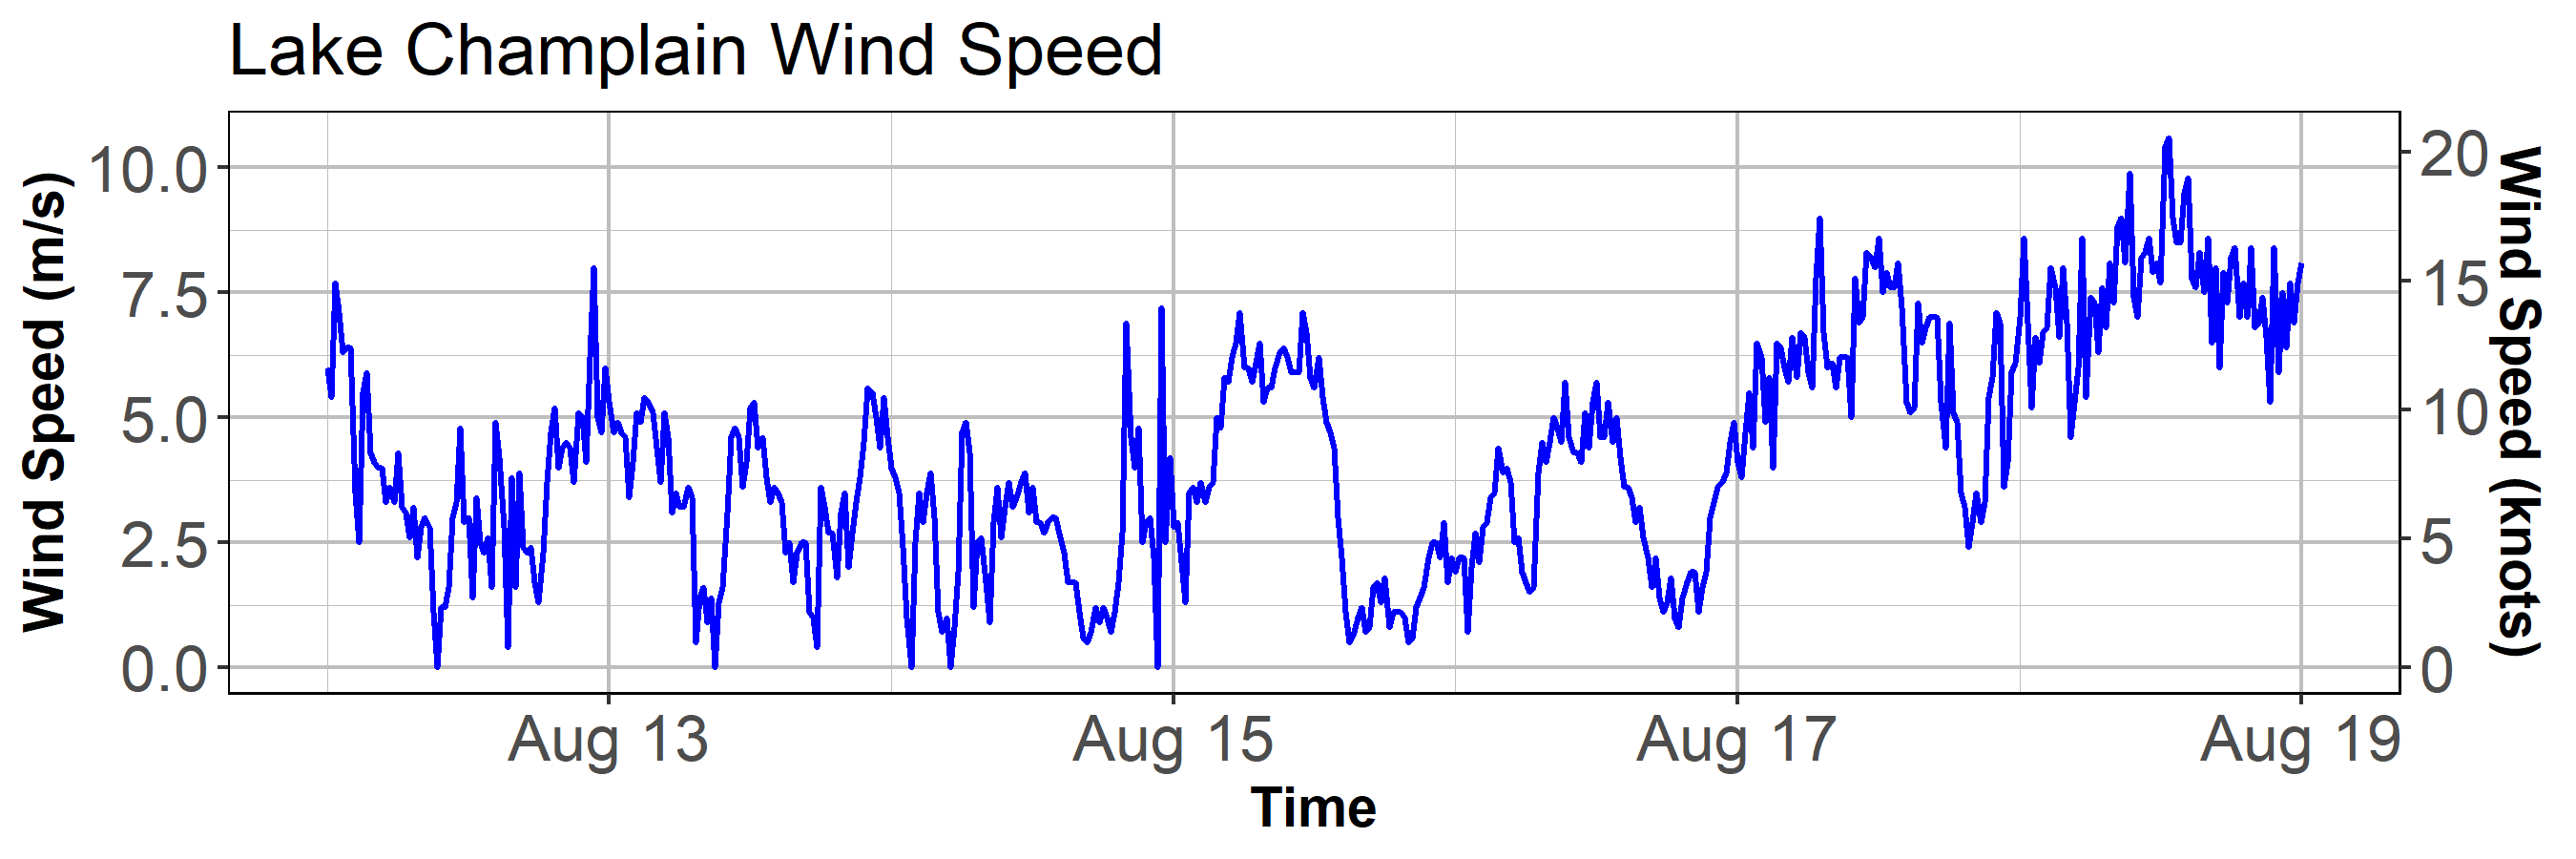 Lake Champlain Wind Speed
Wind Speed (m/s)
10.0
7.5
5.0
2.5
0.0
20
15
10
5
0
Wind Speed (knots)
Aug 13
Aug 15
Aug 17
Aug 19
Time